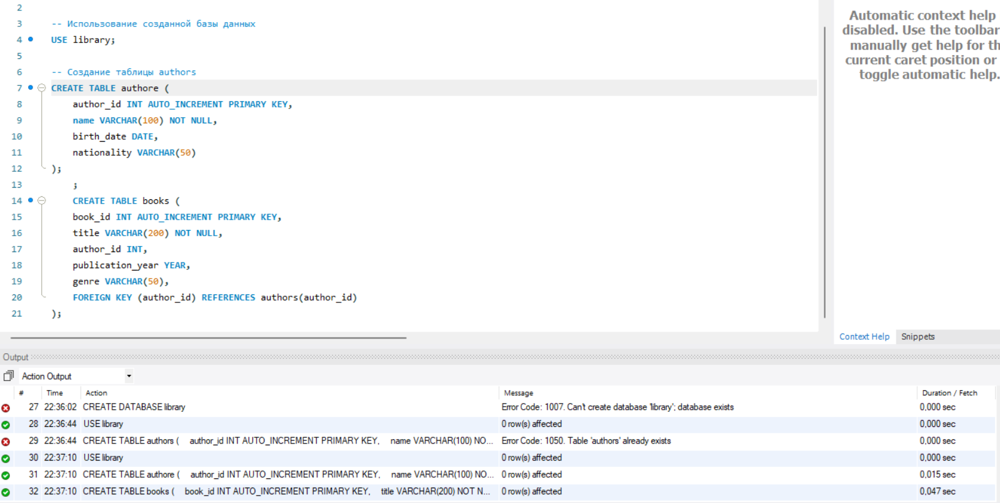 2
3 -- Использование созданной базы данных
4 USE library;
5
6 -- Создание таблицы authors
7 CREATE TABLE authore (
8 author_id INT AUTO_INCREMENT PRIMARY KEY,
9 name VARCHAR(100) NOT NULL,
10 birth_date DATE,
11 nationality VARCHAR(50)
12 );
13 ;
14 CREATE TABLE books (
15 book_id INT AUTO_INCREMENT PRIMARY KEY,
16 title VARCHAR(200) NOT NULL,
17 author_id INT,
18 publication_year YEAR,
19 genre VARCHAR(50),
20 FOREIGN KEY (author_id) REFERENCES authors(author_id)
21 );
Automatic context help
disabled. Use the toolbar
manually get help for th
current caret position or
toggle automatic help.
Context Help Snippets
Output
Action Output
# Time Action Message Duration / Fetch
27 22:36:02 CREATE DATABASE library Error Code: 1007. Can't create database 'library'; database exists 0,000 sec
28 22:36:44 USE library 0 row(s) affected 0,000 sec
29 22:36:44 CREATE TABLE authors ( author_id INT AUTO_INCREMENT PRIMARY KEY, name VARCHAR(100) NO... Error Code: 1050. Table 'authors' already exists 0,000 sec
30 22:37:10 USE library 0 row(s) affected 0,000 sec
31 22:37:10 CREATE TABLE authore ( author_id INT AUTO_INCREMENT PRIMARY KEY, name VARCHAR(100) NO... 0 row(s) affected 0,015 sec
32 22:37:10 CREATE TABLE books ( book_id INT AUTO_INCREMENT PRIMARY KEY, title VARCHAR(200) NOT N... 0 row(s) affected 0,047 sec